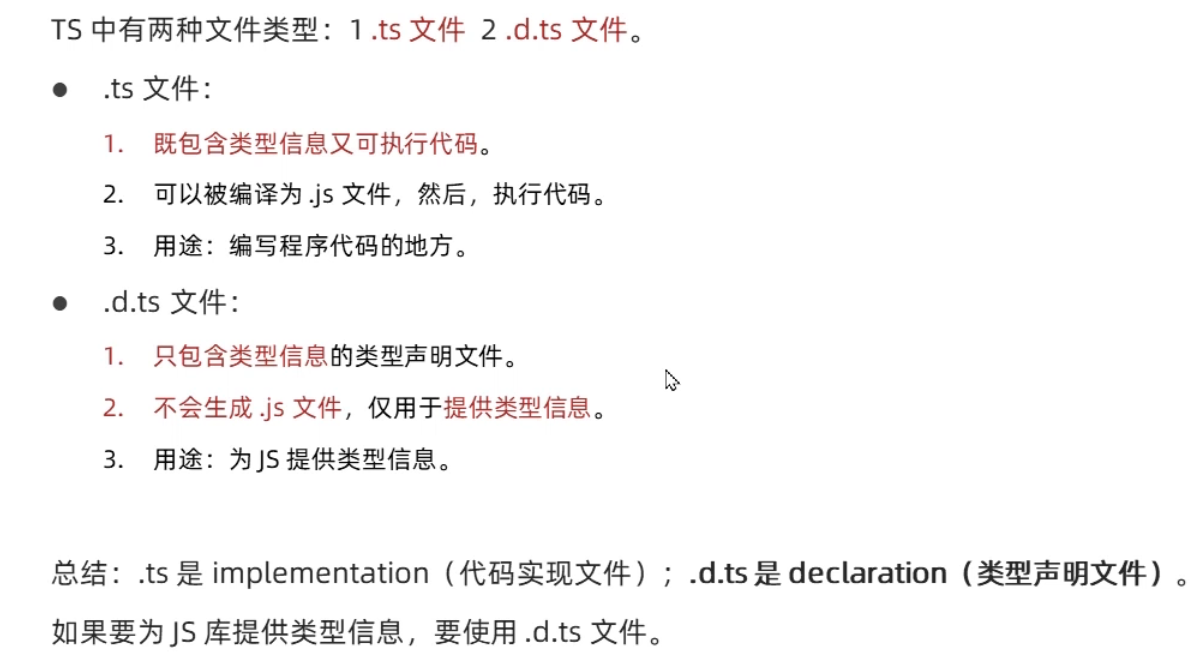 TS 中有两种文件类型：1 .ts 文件 2 .d.ts 文件。
● .ts 文件：
1. 既包含类型信息又可执行代码。
2. 可以被编译为 .js 文件，然后，执行代码。
3. 用途：编写程序代码的地方。
● .d.ts 文件：
1. 只包含类型信息的类型声明文件。
2. 不会生成 .js 文件，仅用于提供类型信息。
3. 用途：为 JS 提供类型信息。
总结：.ts 是 implementation（代码实现文件）；.d.ts 是 declaration（类型声明文件）。
如果要为 JS 库提供类型信息，要使用 .d.ts 文件。